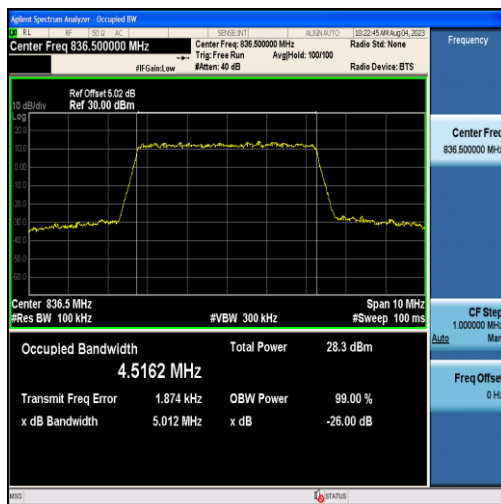 Agilent Spectrum Analyzer - Occupied BW
RL RF 50 Ω AC SENSE:INT ALIGN AUTO 10:22:45 AM Aug 04, 2023
Center Freq 836.500000 MHz Center Freq: 836.500000 MHz Radio Std: None
Trig: Free Run Avg|Hold: 100/100
#IFGain:Low #Atten: 40 dB Radio Device: BTS
Frequency
Ref Offset 5.02 dB
10 dB/div Ref 30.00 dBm
Log
20.0
10.0
0.00
-10.0
-20.0
-30.0
-40.0
-50.0
-60.0
Center Freq
836.500000 MHz
Center 836.5 MHz Span 10 MHz
#Res BW 100 kHz #VBW 300 kHz #Sweep 100 ms
CF Step
1.000000 MHz
Auto Man
Occupied Bandwidth Total Power 28.3 dBm
4.5162 MHz
Transmit Freq Error 1.874 kHz OBW Power 99.00 %
x dB Bandwidth 5.012 MHz x dB -26.00 dB
Freq Offset
0 Hz
MSG STATUS